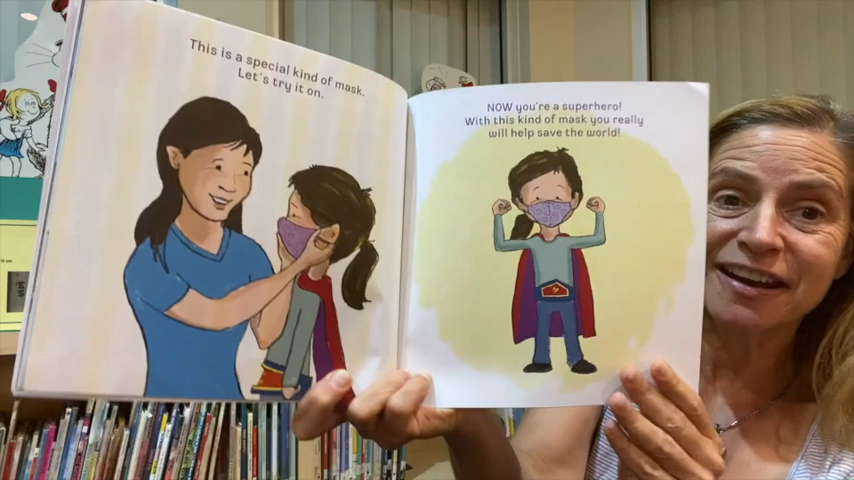 This is a special kind of mask.
Let's try it on.
NOW you're a superhero!
With this kind of mask you really
will help save the world!